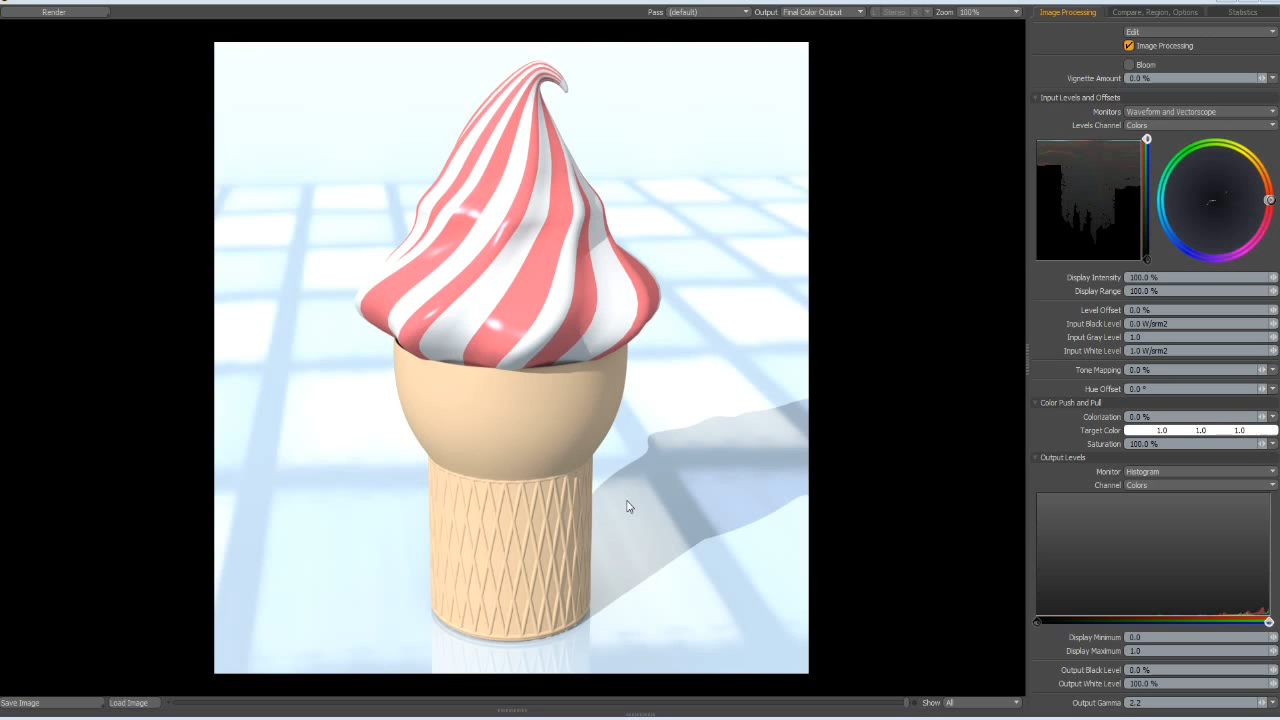 Render
Pass (default) Output Final Color Output L Stereo R Zoom 100%
Image Processing Compare, Region, Options Statistics
Edit
Image Processing
Bloom
Vignette Amount 0.0 %
Input Levels and Offsets
Monitors Waveform and Vectorscope
Levels Channel Colors
Display Intensity 100.0 %
Display Range 100.0 %
Level Offset 0.0 %
Input Black Level 0.0 W/srm2
Input Gray Level 1.0
Input White Level 1.0 W/srm2
Tone Mapping 0.0 %
Hue Offset 0.0 °
Color Push and Pull
Colorization 0.0 %
Target Color 1.0 1.0 1.0
Saturation 100.0 %
Output Levels
Monitor Histogram
Channel Colors
Display Minimum 0.0
Display Maximum 1.0
Output Black Level 0.0 %
Output White Level 100.0 %
Output Gamma 2.2
Save Image Load Image Show All